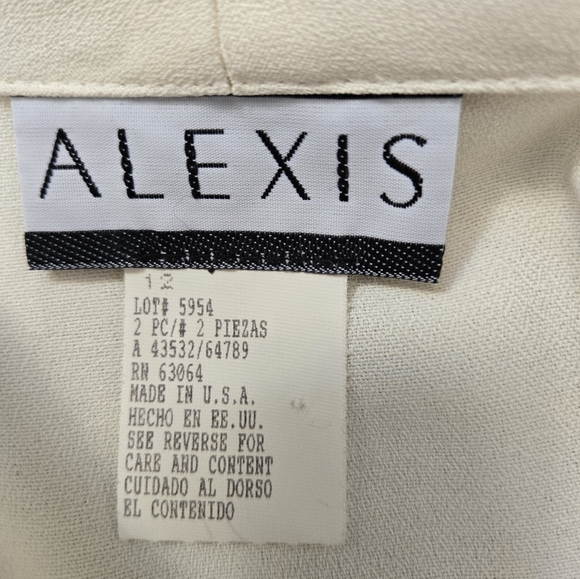 ALEXIS
12
LOT# 5954
2 PC/# 2 PIEZAS
A 43532/64789
RN 63064
MADE IN U.S.A.
HECHO EN EE.UU.
SEE REVERSE FOR
CARE AND CONTENT
CUIDADO AL DORSO
EL CONTENIDO